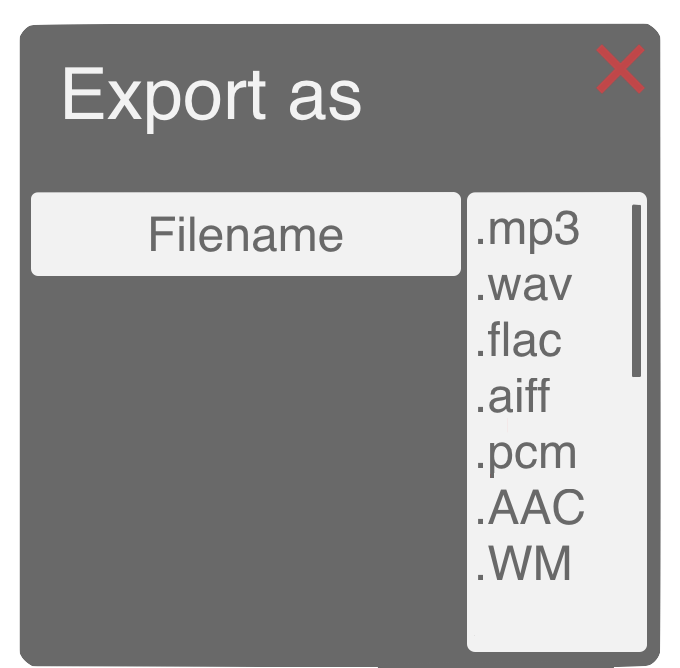 Export as
Filename
.mp3
.wav
.flac
.aiff
.pcm
.AAC
.WM